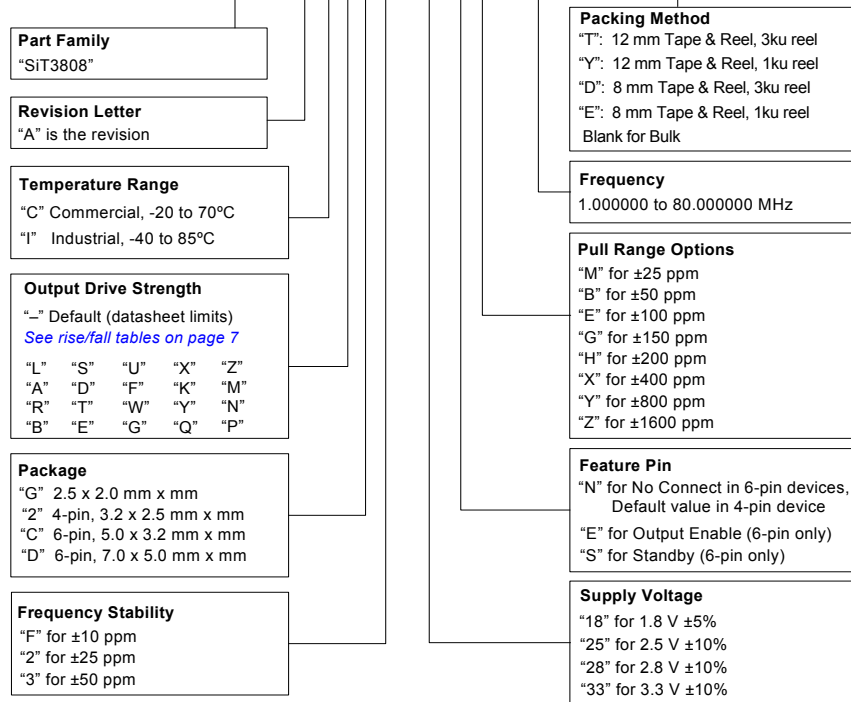 Part Family
“SiT3808”
Revision Letter
“A” is the revision
Temperature Range
“C” Commercial, -20 to 70ºC
“I” Industrial, -40 to 85ºC
Output Drive Strength
“–” Default (datasheet limits)
See rise/fall tables on page 7
“L” “S” “U” “X” “Z”
“A” “D” “F” “K” “M”
“R” “T” “W” “Y” “N”
“B” “E” “G” “Q” “P”
Package
“G” 2.5 x 2.0 mm x mm
“2” 4-pin, 3.2 x 2.5 mm x mm
“C” 6-pin, 5.0 x 3.2 mm x mm
“D” 6-pin, 7.0 x 5.0 mm x mm
Frequency Stability
“F” for ±10 ppm
“2” for ±25 ppm
“3” for ±50 ppm
Packing Method
“T”: 12 mm Tape & Reel, 3ku reel
“Y”: 12 mm Tape & Reel, 1ku reel
“D”: 8 mm Tape & Reel, 3ku reel
“E”: 8 mm Tape & Reel, 1ku reel
Blank for Bulk
Frequency
1.000000 to 80.000000 MHz
Pull Range Options
“M” for ±25 ppm
“B” for ±50 ppm
“E” for ±100 ppm
“G” for ±150 ppm
“H” for ±200 ppm
“X” for ±400 ppm
“Y” for ±800 ppm
“Z” for ±1600 ppm
Feature Pin
“N” for No Connect in 6-pin devices,
Default value in 4-pin device
“E” for Output Enable (6-pin only)
“S” for Standby (6-pin only)
Supply Voltage
“18” for 1.8 V ±5%
“25” for 2.5 V ±10%
“28” for 2.8 V ±10%
“33” for 3.3 V ±10%